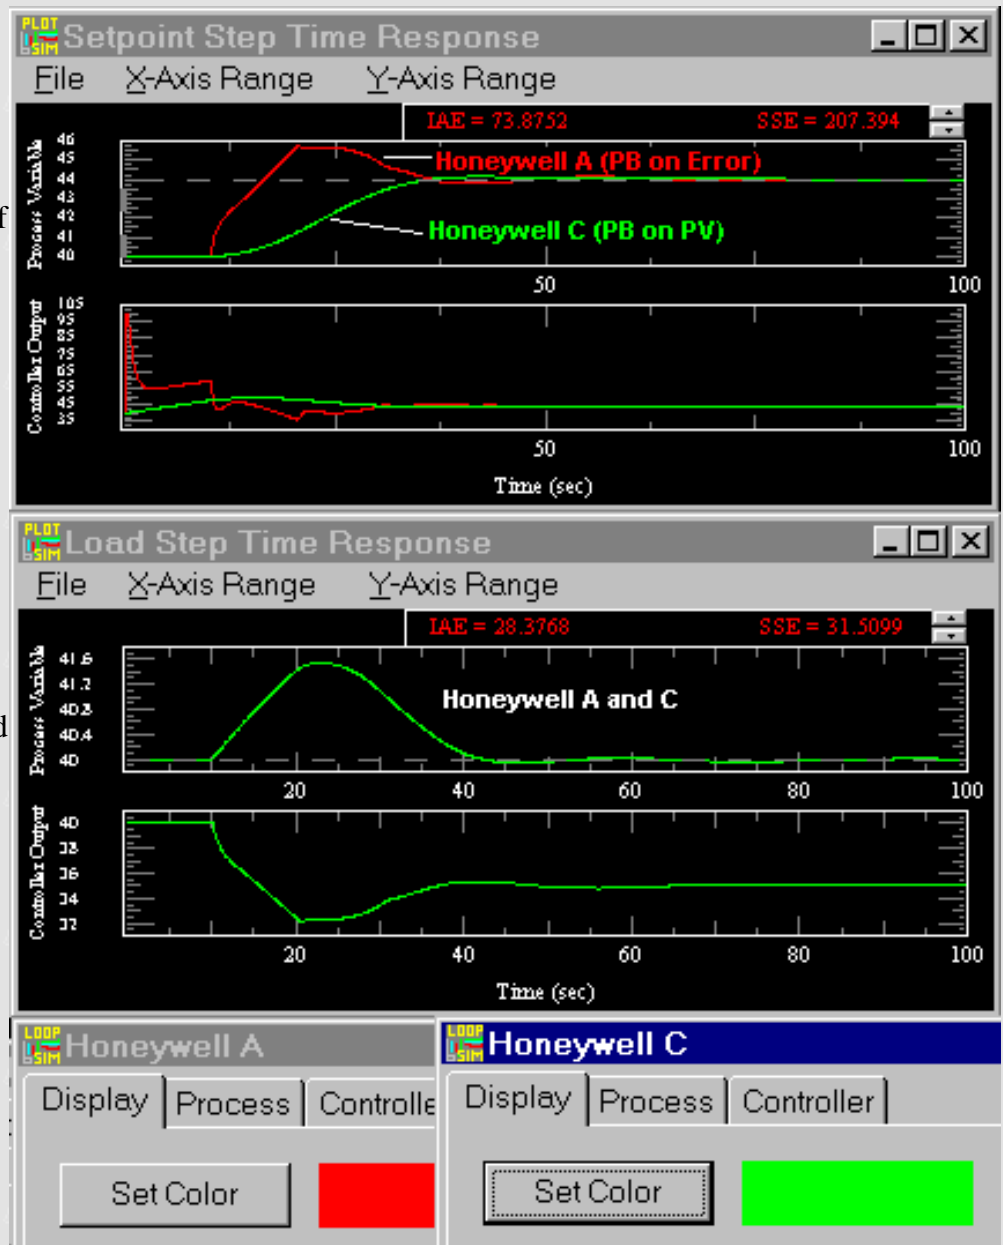 PLOT
SIM
Setpoint Step Time Response
File X-Axis Range Y-Axis Range
IAE = 73.8752 SSE = 207.394
Process Variable
46
45
44
43
42
41
40
Honeywell A (PB on Error)
Honeywell C (PB on PV)
50 100
Controller Output
105
95
85
75
65
55
45
35
50 100
Time (sec)
f
PLOT
SIM
Load Step Time Response
File X-Axis Range Y-Axis Range
IAE = 28.3768 SSE = 31.5099
Process Variable
41.6
41.2
40.8
40.4
40
Honeywell A and C
20 40 60 80 100
d
Controller Output
40
38
36
34
32
20 40 60 80 100
Time (sec)
LOOP
SIM
Honeywell A
Display Process Controlle
Set Color
LOOP
SIM
Honeywell C
Display Process Controller
Set Color